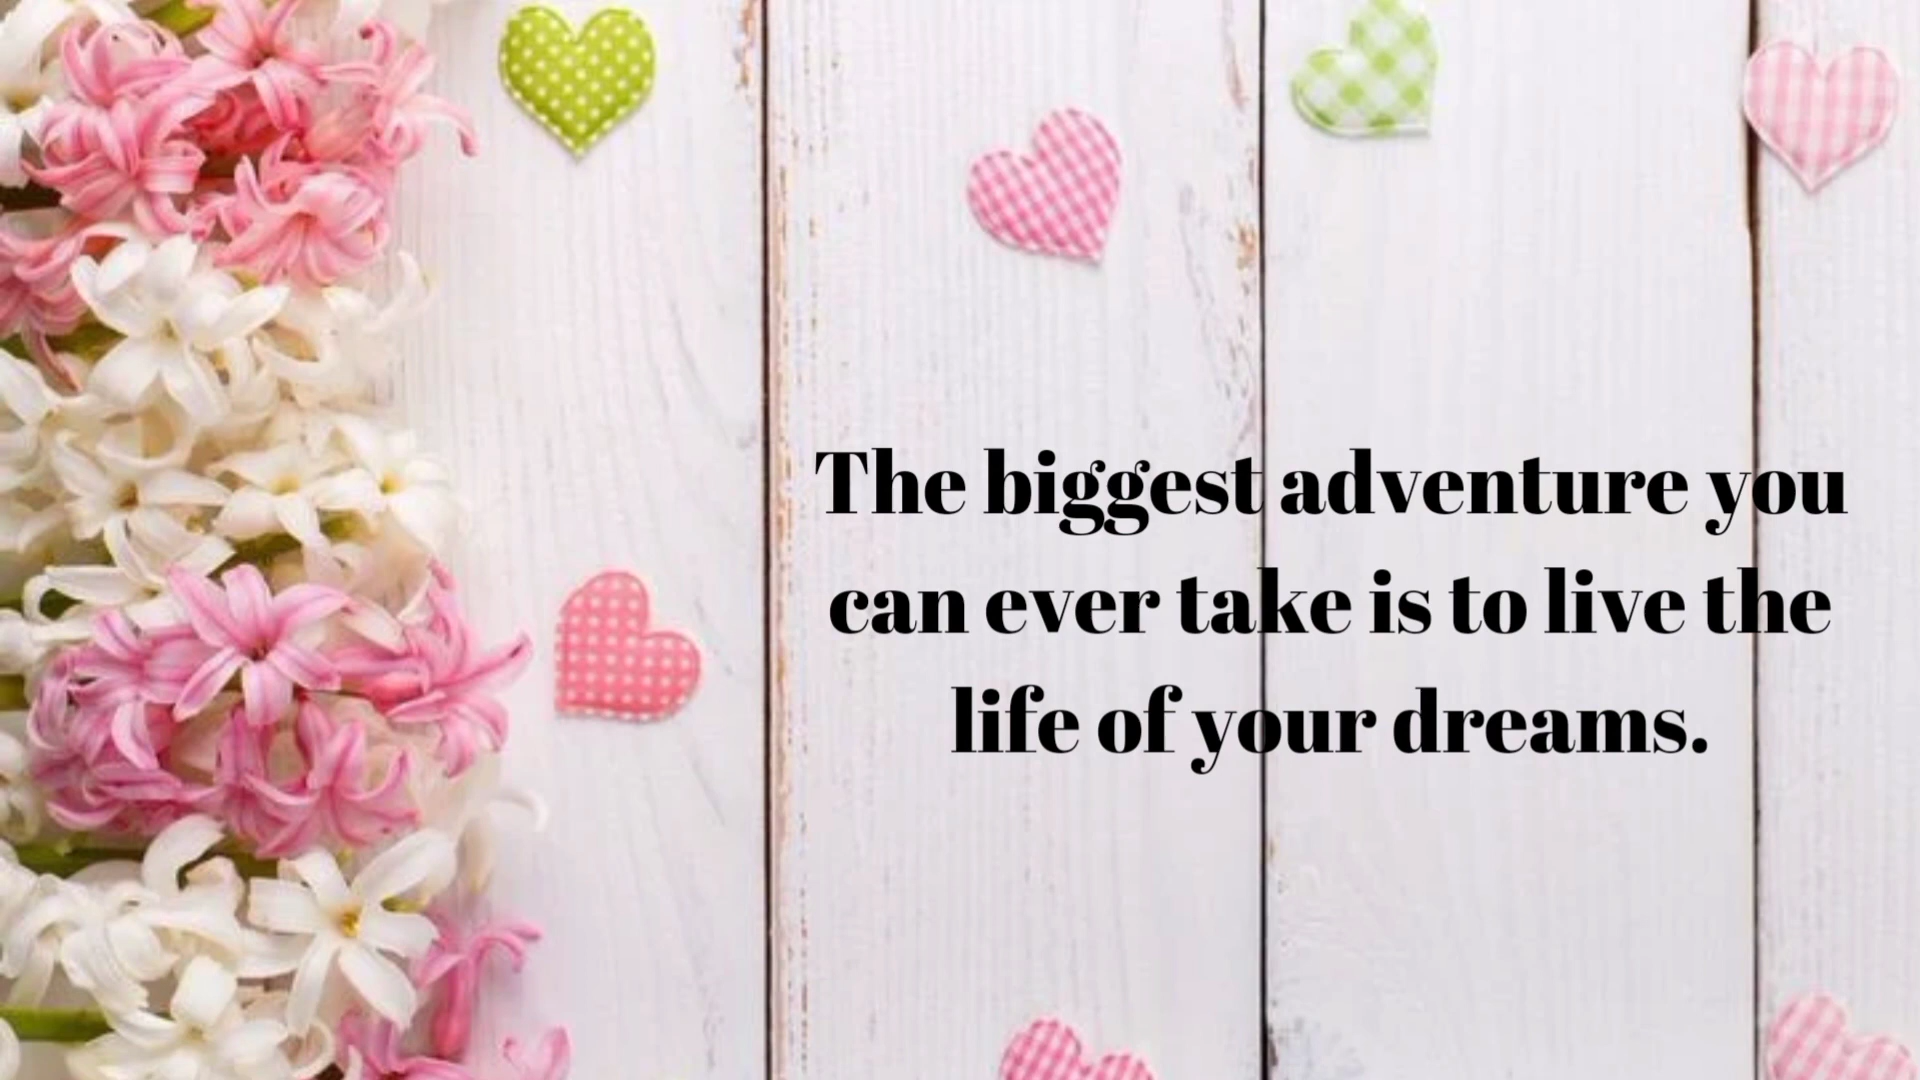 The biggest adventure you
can ever take is to live the
life of your dreams.